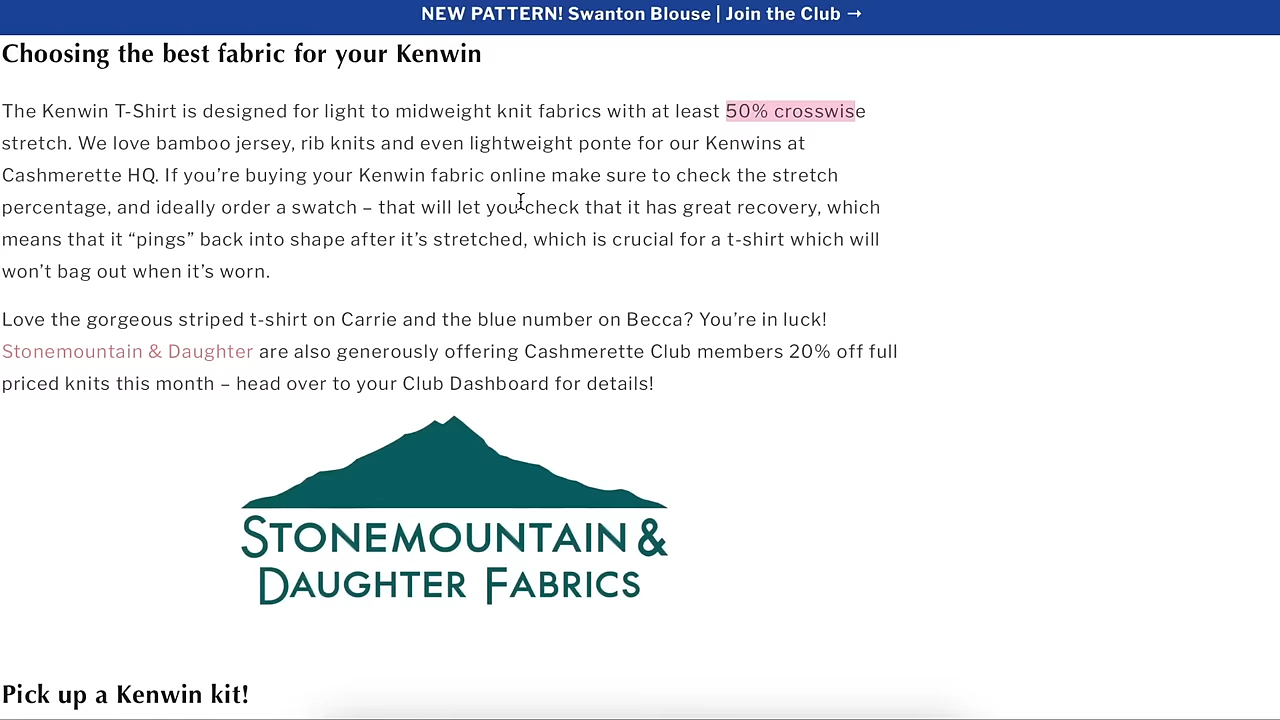 NEW PATTERN! Swanton Blouse | Join the Club →
Choosing the best fabric for your Kenwin
The Kenwin T-Shirt is designed for light to midweight knit fabrics with at least 50% crosswise
stretch. We love bamboo jersey, rib knits and even lightweight ponte for our Kenwins at
Cashmerette HQ. If you’re buying your Kenwin fabric online make sure to check the stretch
percentage, and ideally order a swatch – that will let you check that it has great recovery, which
means that it “pings” back into shape after it’s stretched, which is crucial for a t-shirt which will
won’t bag out when it’s worn.
Love the gorgeous striped t-shirt on Carrie and the blue number on Becca? You’re in luck!
Stonemountain & Daughter are also generously offering Cashmerette Club members 20% off full
priced knits this month – head over to your Club Dashboard for details!
STONEMOUNTAIN &
DAUGHTER FABRICS
Pick up a Kenwin kit!